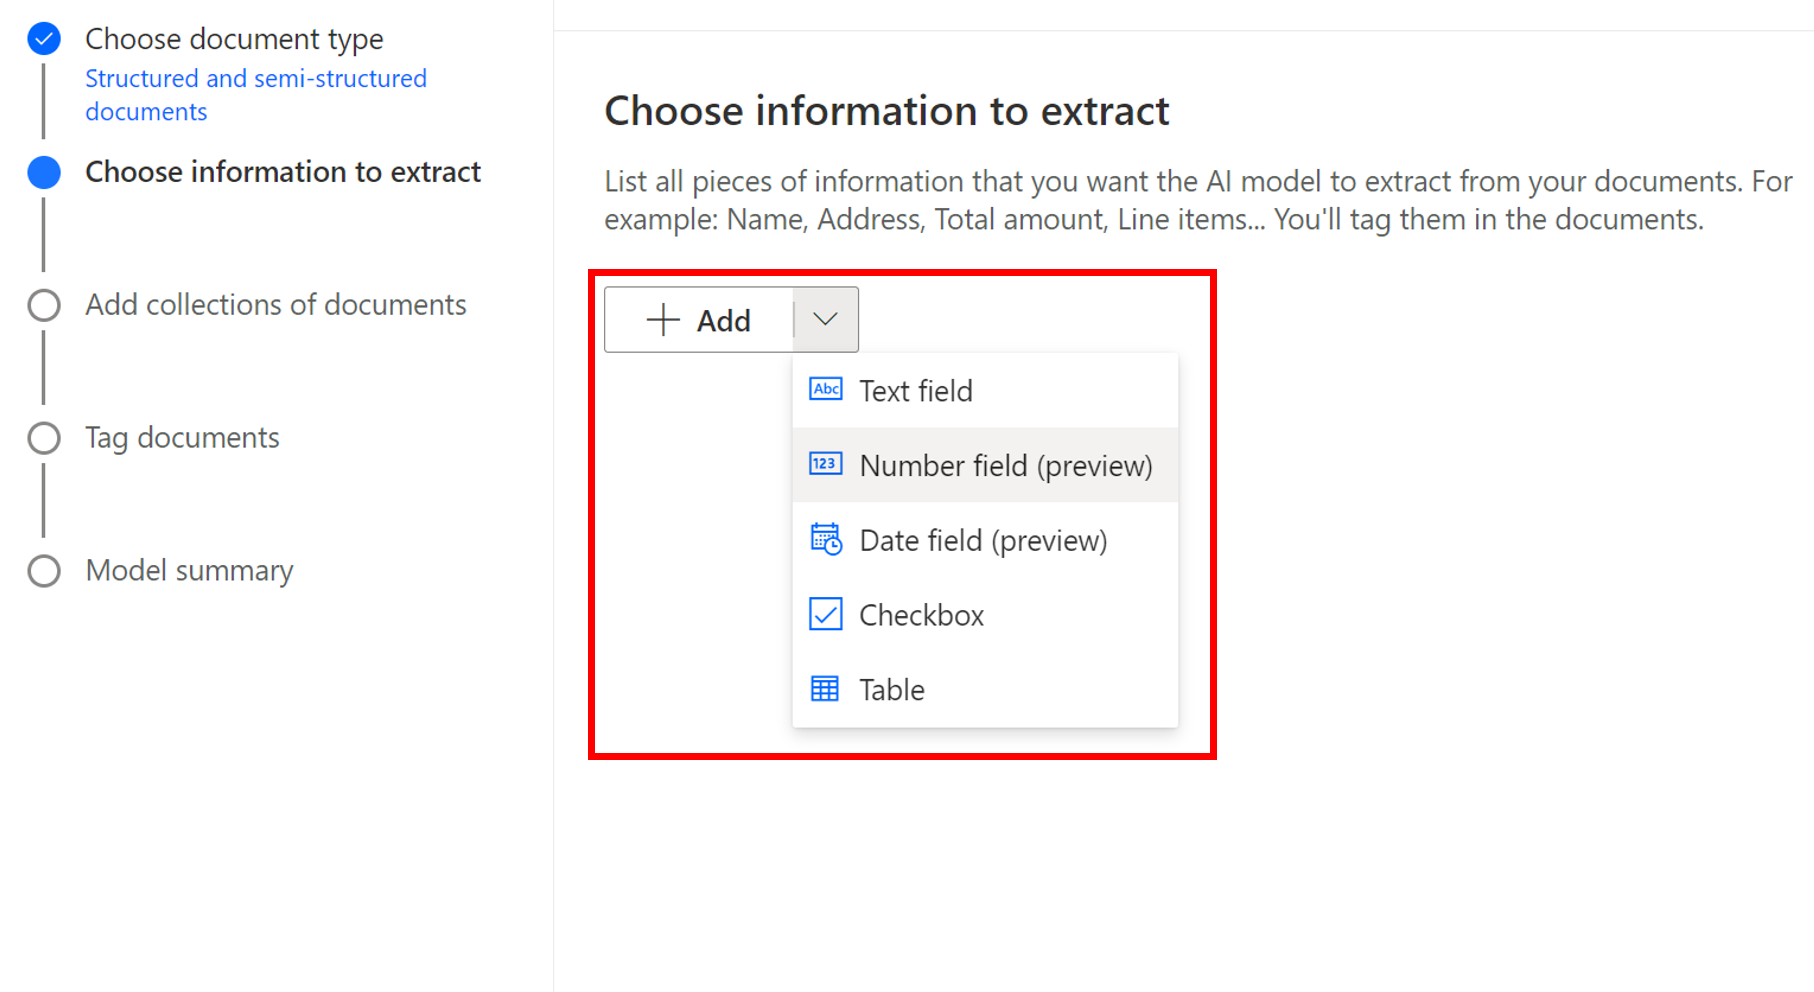 Choose document type
Structured and semi-structured
documents
Choose information to extract
Add collections of documents
Tag documents
Model summary
Choose information to extract
List all pieces of information that you want the AI model to extract from your documents. For
example: Name, Address, Total amount, Line items... You'll tag them in the documents.
Add
Abc Text field
123 Number field (preview)
Date field (preview)
Checkbox
Table